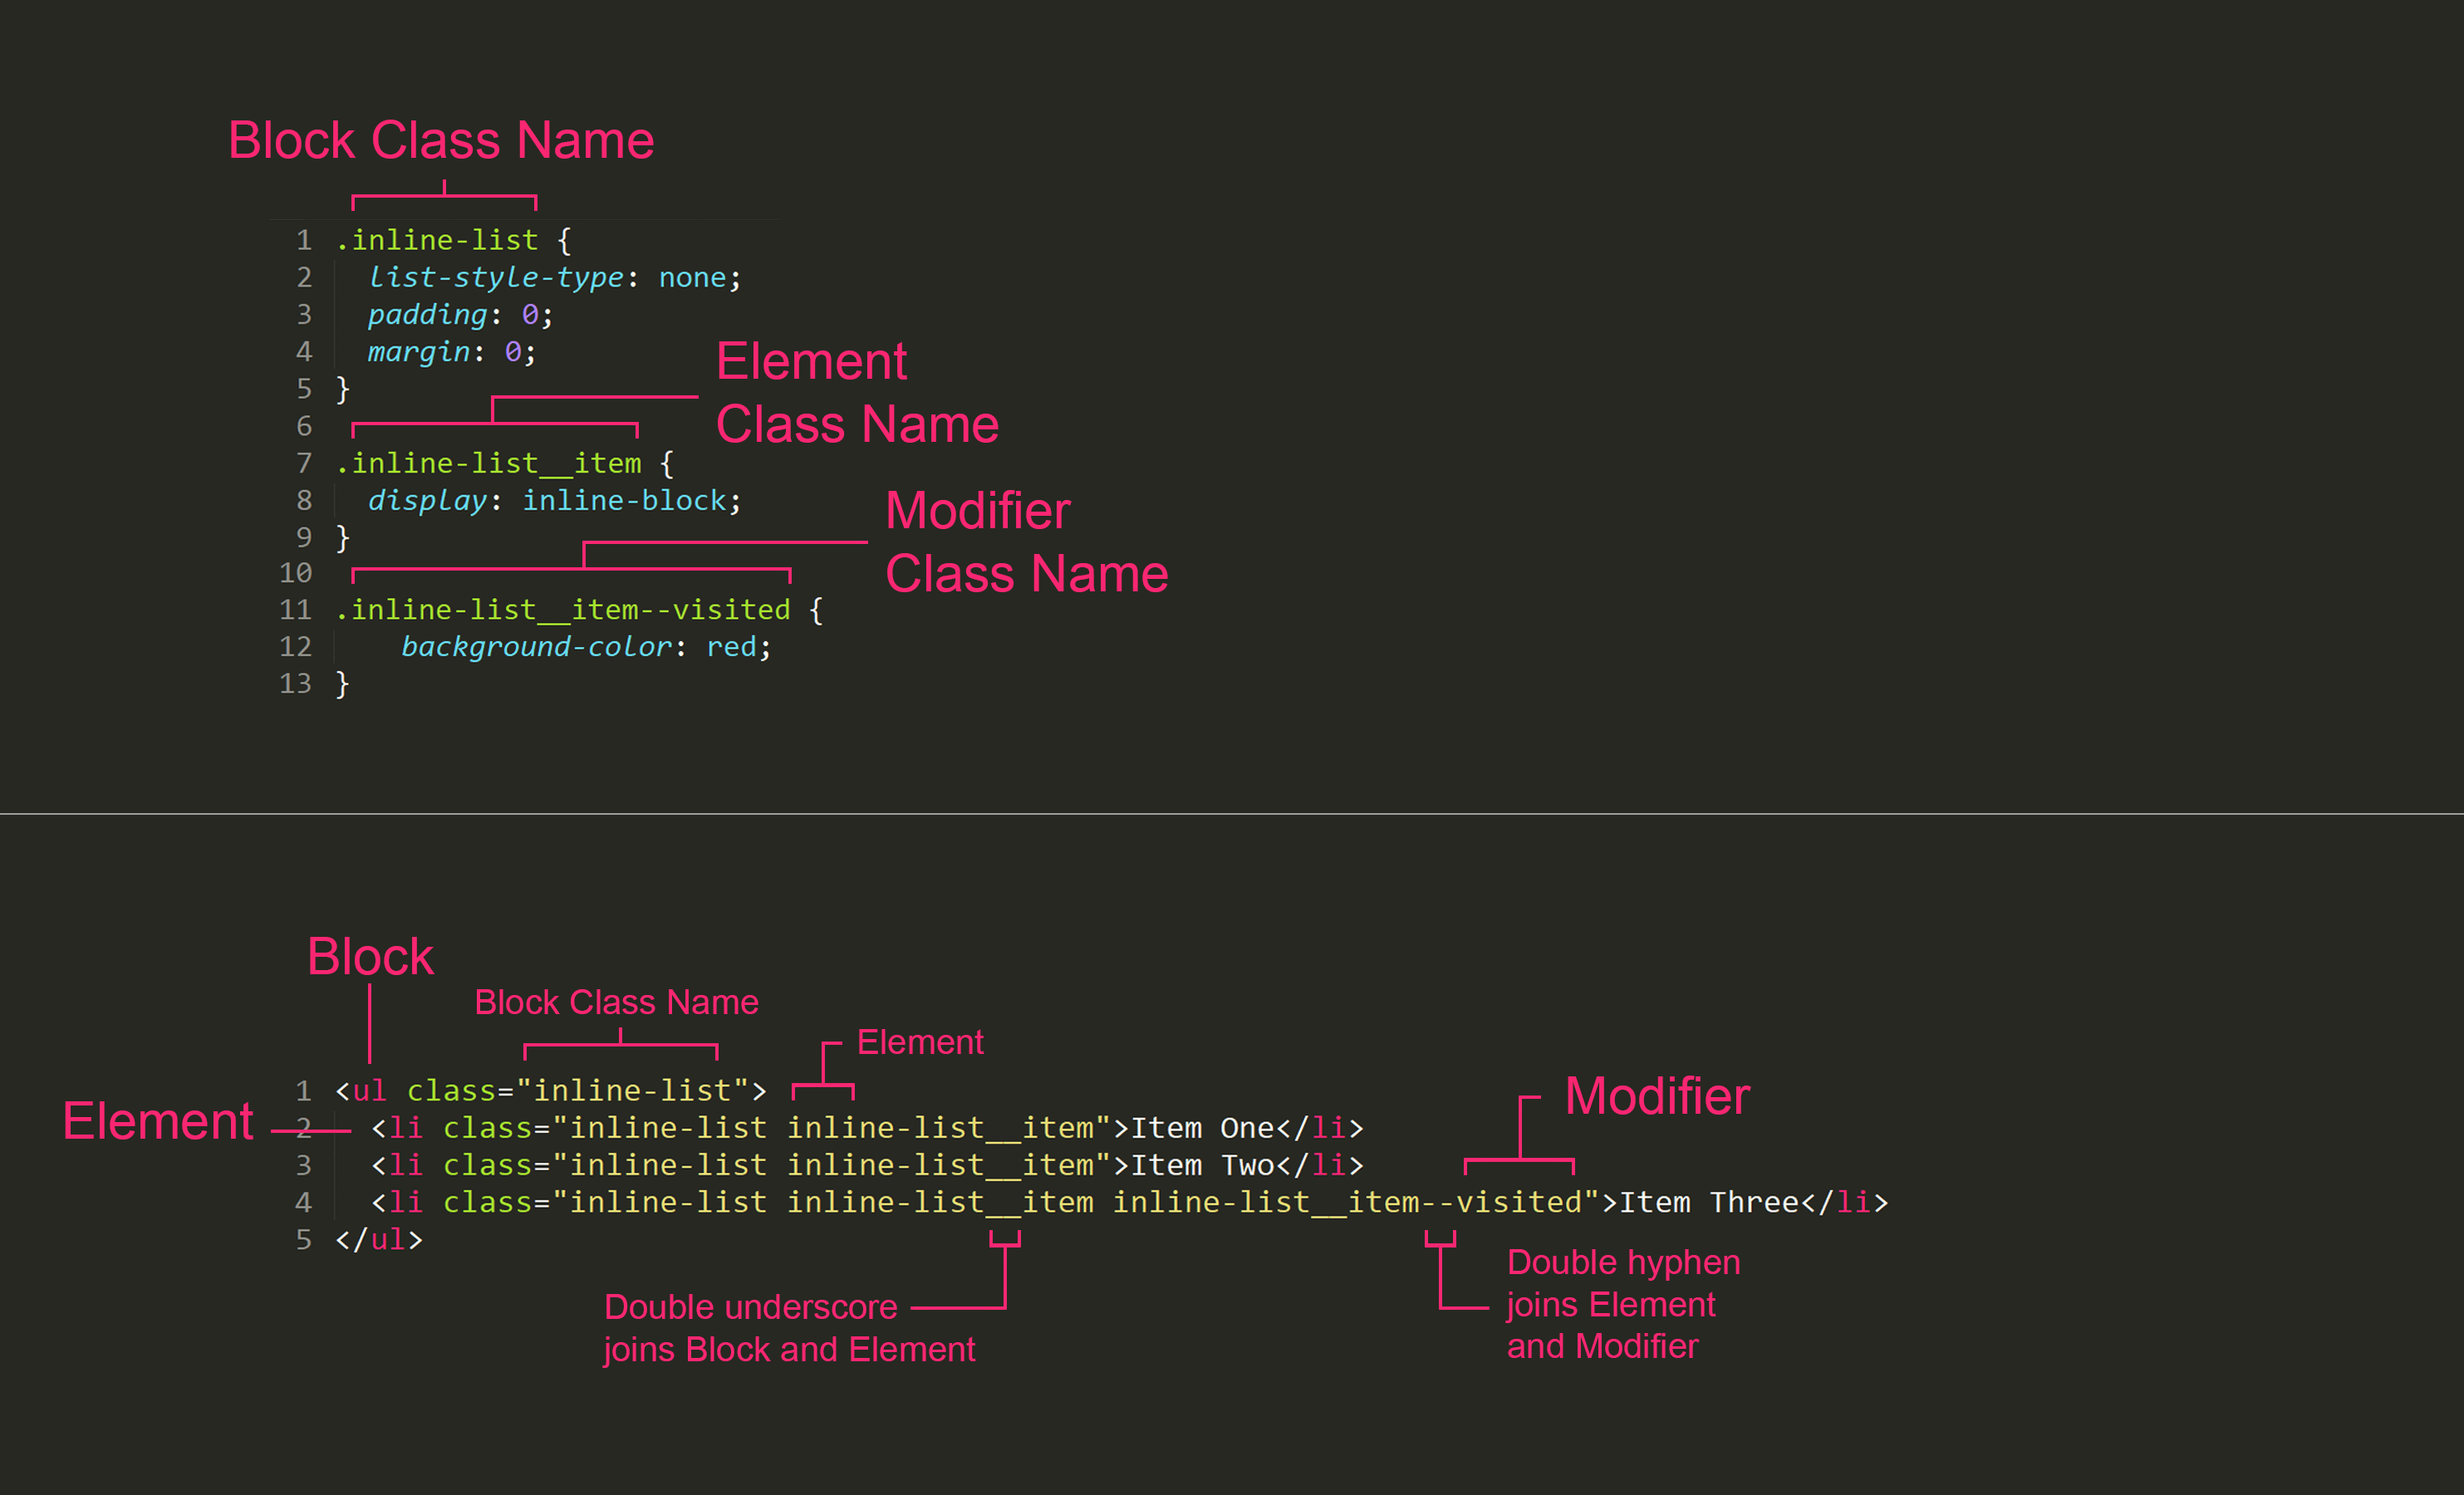 Block Class Name
1 .inline-list {
2   list-style-type: none;
3   padding: 0;
4   margin: 0;
5 }
Element
Class Name
6
7 .inline-list__item {
8   display: inline-block;
9 }
Modifier
Class Name
10
11 .inline-list__item--visited {
12     background-color: red;
13 }
Block
Block Class Name
Element
1 <ul class="inline-list">
Element
Modifier
2   <li class="inline-list inline-list__item">Item One</li>
3   <li class="inline-list inline-list__item">Item Two</li>
4   <li class="inline-list inline-list__item inline-list__item--visited">Item Three</li>
5 </ul>
Double underscore
joins Block and Element
Double hyphen
joins Element
and Modifier